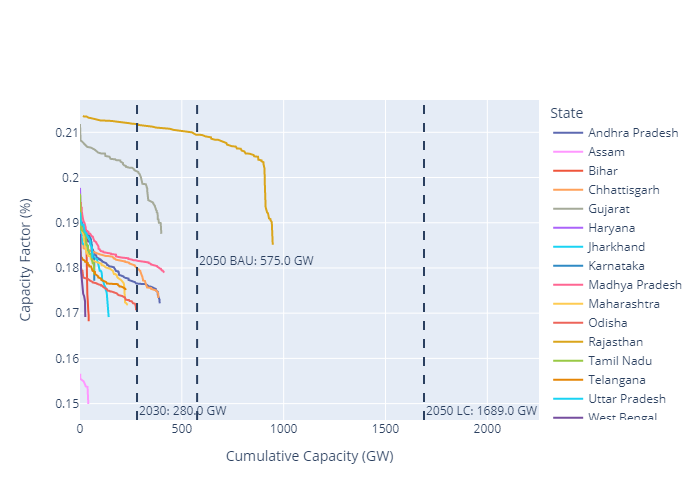 State
0.21
0.2
0.19
0.18
0.17
0.16
0.15
Capacity Factor (%)
2050 BAU: 575.0 GW
2030: 280.0 GW
2050 LC: 1689.0 GW
0
500
1000
1500
2000
Cumulative Capacity (GW)
Andhra Pradesh
Assam
Bihar
Chhattisgarh
Gujarat
Haryana
Jharkhand
Karnataka
Madhya Pradesh
Maharashtra
Odisha
Rajasthan
Tamil Nadu
Telangana
Uttar Pradesh
West Bengal